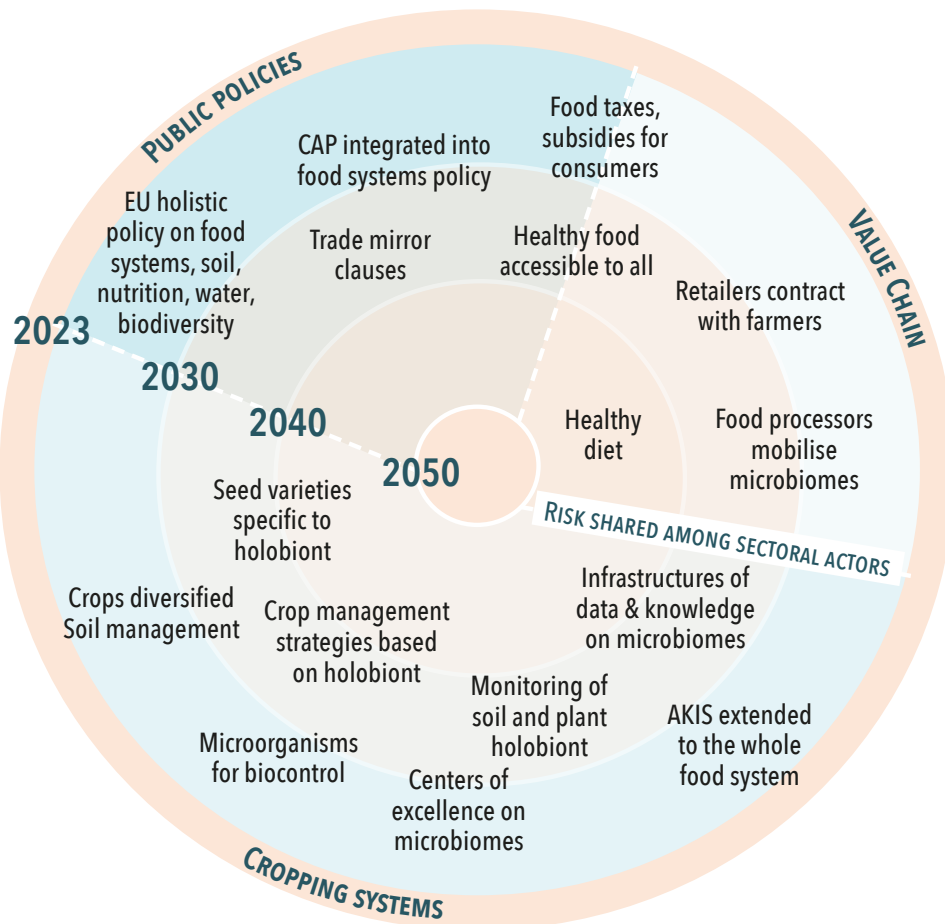 PUBLIC POLICIES
EU holistic
policy on food
systems, soil,
nutrition, water,
biodiversity
CAP integrated into
food systems policy
Trade mirror
clauses
Food taxes,
subsidies for
consumers
Healthy food
accessible to all
VALUE CHAIN
Retailers contract
with farmers
Healthy
diet
Food processors
mobilise
microbiomes
2023
2030
2040
2050
RISK SHARED AMONG SECTORAL ACTORS
Seed varieties
specific to
holobiont
Crops diversified
Soil management
Crop management
strategies based
on holobiont
Infrastructures of
data & knowledge
on microbiomes
Monitoring of
soil and plant
holobiont
AKIS extended
to the whole
food system
Microorganisms
for biocontrol
Centers of
excellence on
microbiomes
CROPPING SYSTEMS